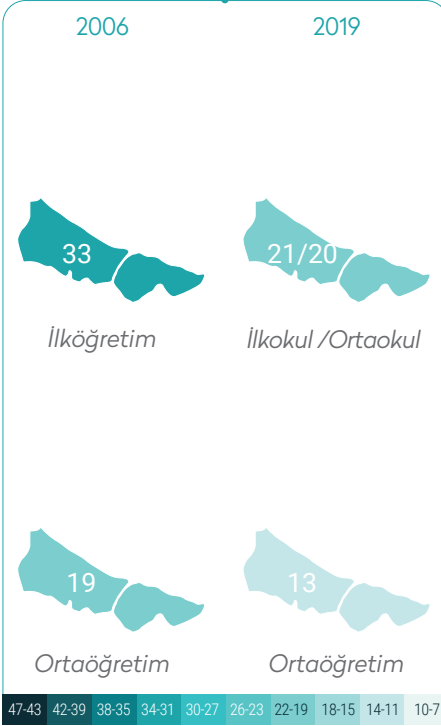 2006 2019
33 21/20
İlköğretim İlkokul /Ortaokul
19 13
Ortaöğretim Ortaöğretim
47-43 42-39 38-35 34-31 30-27 26-23 22-19 18-15 14-11 10-7